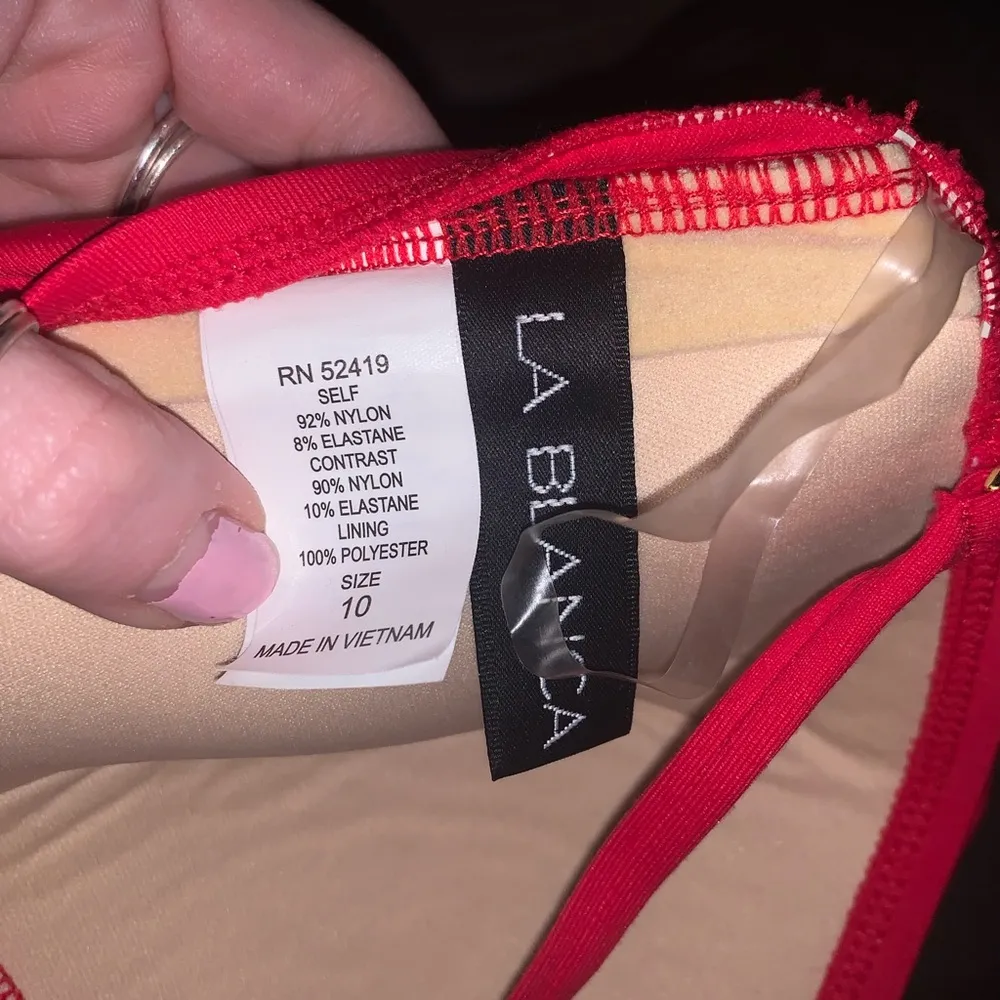 RN 52419
SELF
92% NYLON
8% ELASTANE
CONTRAST
90% NYLON
10% ELASTANE
LINING
100% POLYESTER
SIZE
10
MADE IN VIETNAM
LA BLANCA